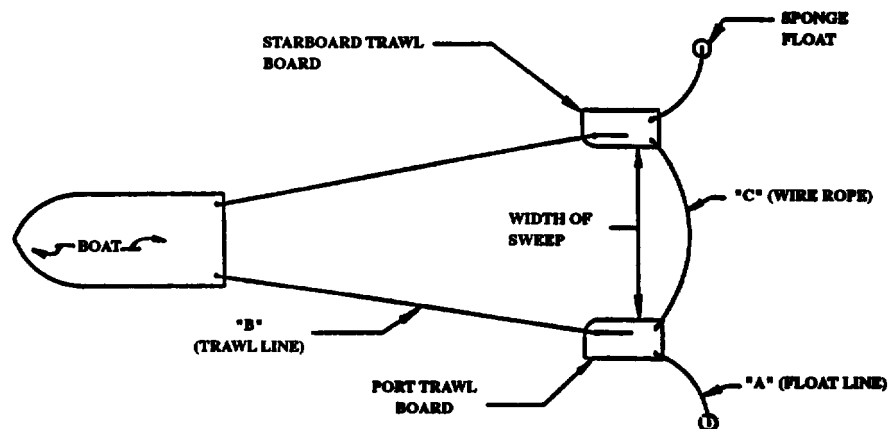 SPONGE
FLOAT
STARBOARD TRAWL
BOARD
"C" (WIRE ROPE)
WIDTH OF
SWEEP
BOAT
"B"
(TRAWL LINE)
PORT TRAWL
BOARD
"A" (FLOAT LINE)